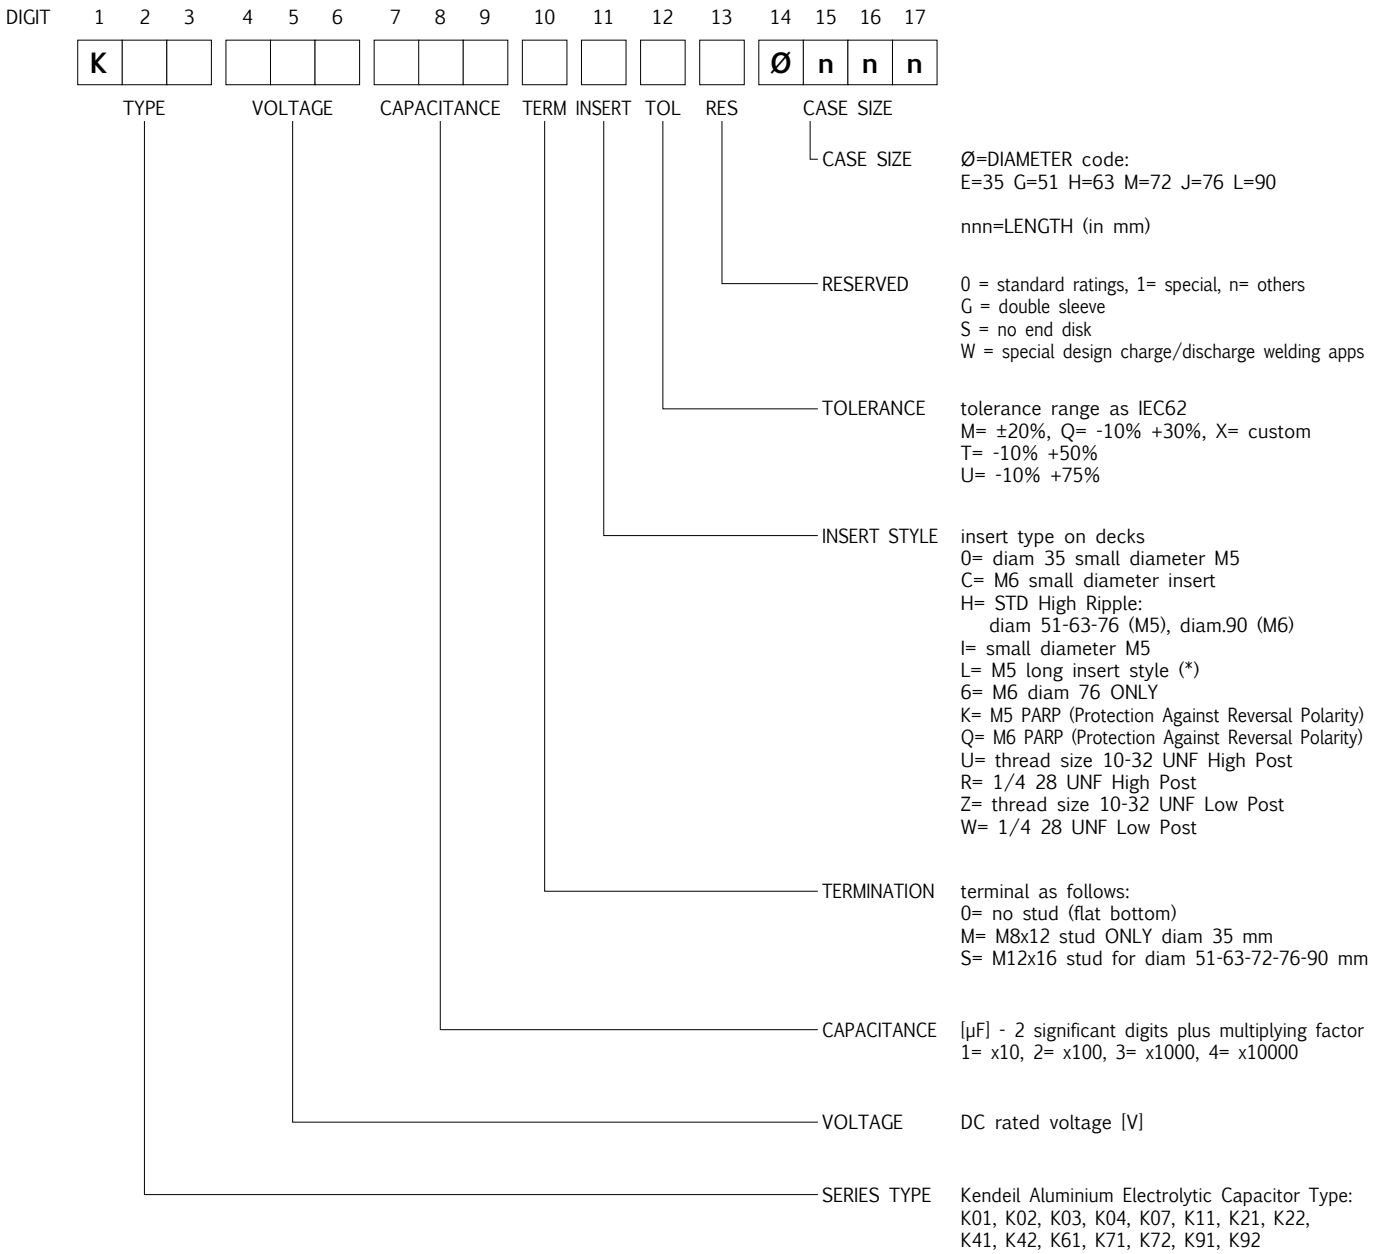 DIGIT 1 2 3 4 5 6 7 8 9 10 11 12 13 14 15 16 17
K Ø n n n
TYPE VOLTAGE CAPACITANCE TERM INSERT TOL RES CASE SIZE
CASE SIZE Ø=DIAMETER code:
E=35 G=51 H=63 M=72 J=76 L=90
nnn=LENGTH (in mm)
RESERVED 0 = standard ratings, 1= special, n= others
G = double sleeve
S = no end disk
W = special design charge/discharge welding apps
TOLERANCE tolerance range as IEC62
M= ±20%, Q= -10% +30%, X= custom
T= -10% +50%
U= -10% +75%
INSERT STYLE insert type on decks
0= diam 35 small diameter M5
C= M6 small diameter insert
H= STD High Ripple:
diam 51-63-76 (M5), diam.90 (M6)
I= small diameter M5
L= M5 long insert style (*)
6= M6 diam 76 ONLY
K= M5 PARP (Protection Against Reversal Polarity)
Q= M6 PARP (Protection Against Reversal Polarity)
U= thread size 10-32 UNF High Post
R= 1/4 28 UNF High Post
Z= thread size 10-32 UNF Low Post
W= 1/4 28 UNF Low Post
TERMINATION terminal as follows:
0= no stud (flat bottom)
M= M8x12 stud ONLY diam 35 mm
S= M12x16 stud for diam 51-63-72-76-90 mm
CAPACITANCE [µF] - 2 significant digits plus multiplying factor
1= x10, 2= x100, 3= x1000, 4= x10000
VOLTAGE DC rated voltage [V]
SERIES TYPE Kendeil Aluminium Electrolytic Capacitor Type:
K01, K02, K03, K04, K07, K11, K21, K22,
K41, K42, K61, K71, K72, K91, K92